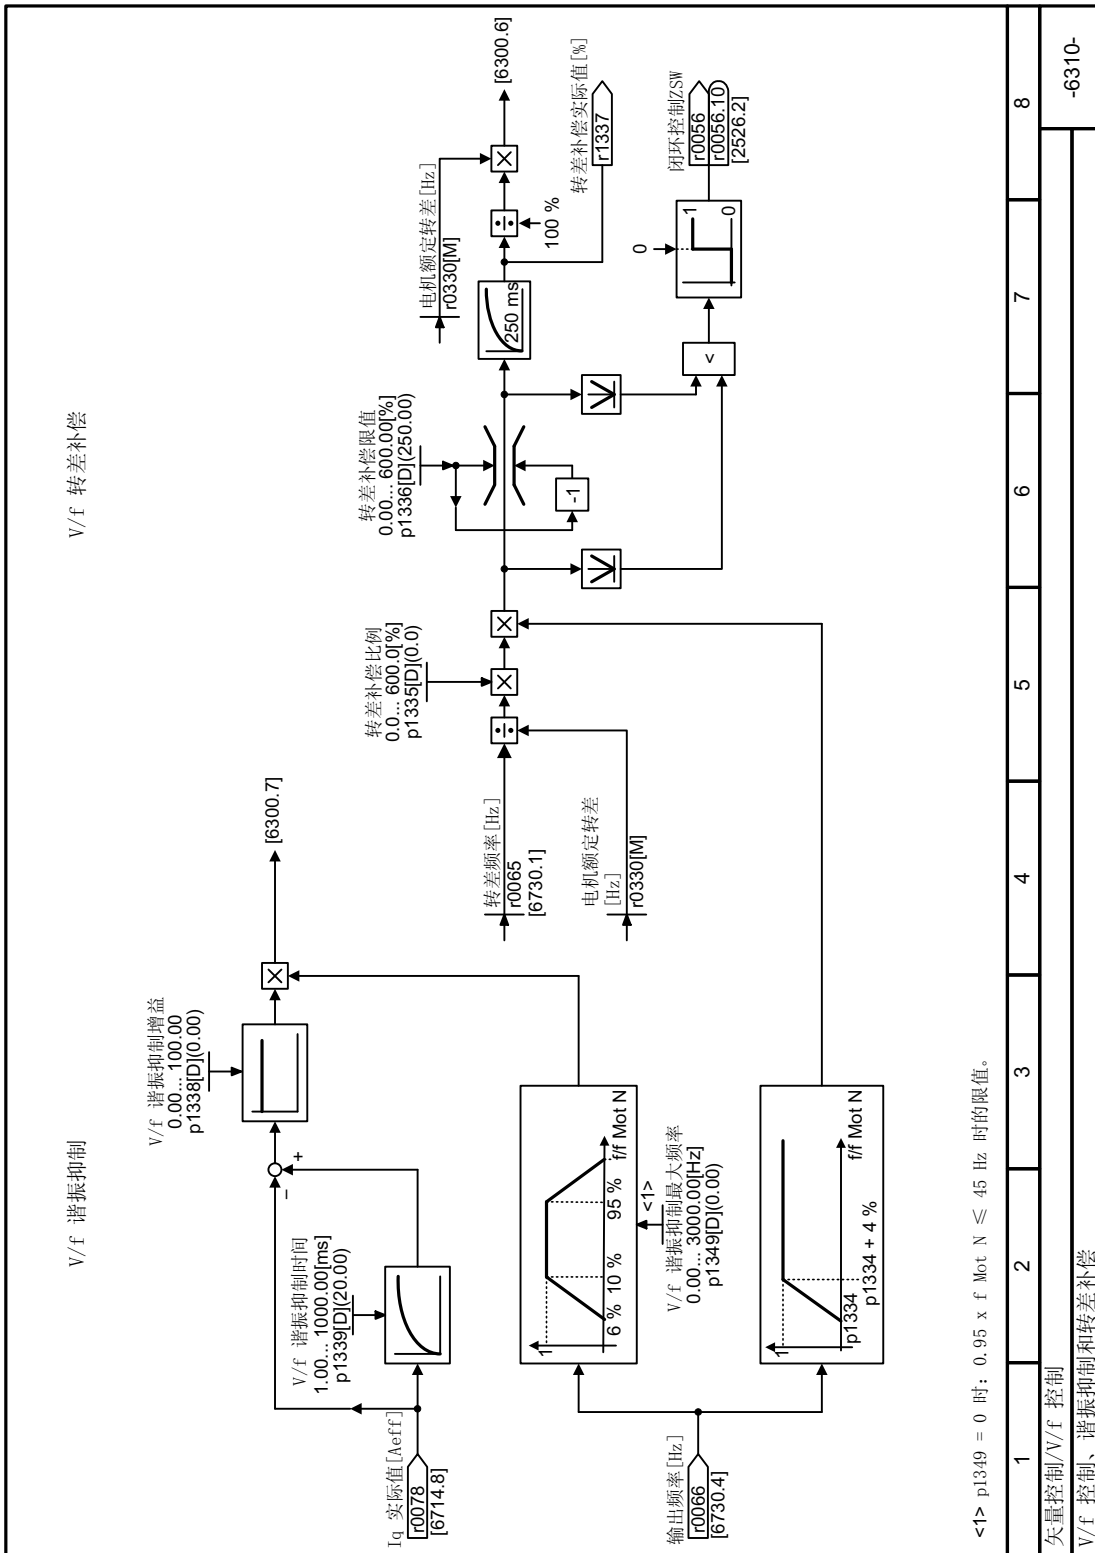 V/f 谐振抑制
V/f 转差补偿
V/f 谐振抑制增益
0.00... 100.00
p1338[D](0.00)
[6300.7]
V/f 谐振抑制时间
1.00... 1000.00[ms]
p1339[D](20.00)
−
+
Iq 实际值[Aeff]
r0078
[6714.8]
1
6 % 10 %
95 %
f/f Mot N
<1>
V/f 谐振抑制最大频率
0.00... 3000.00[Hz]
p1349[D](0.00)
输出频率[Hz]
r0066
[6730.4]
1
p1334
p1334 + 4 %
f/f Mot N
转差频率[Hz]
r0065
[6730.1]
电机额定转差
[Hz]
r0330[M]
转差补偿比例
0.0... 600.0[%]
p1335[D](0.0)
转差补偿限值
0.00... 600.00[%]
p1336[D](250.00)
-1
250 ms
电机额定转差[Hz]
r0330[M]
100 %
[6300.6]
转差补偿实际值[%]
r1337
<
0
1
0
闭环控制ZSW
r0056
r0056.10
[2526.2]
<1> p1349 = 0 时: 0.95 x f Mot N ≤ 45 Hz 时的限值。
1
2
3
4
5
6
7
8
矢量控制/V/f 控制
V/f 控制、谐振抑制和转差补偿
-6310-